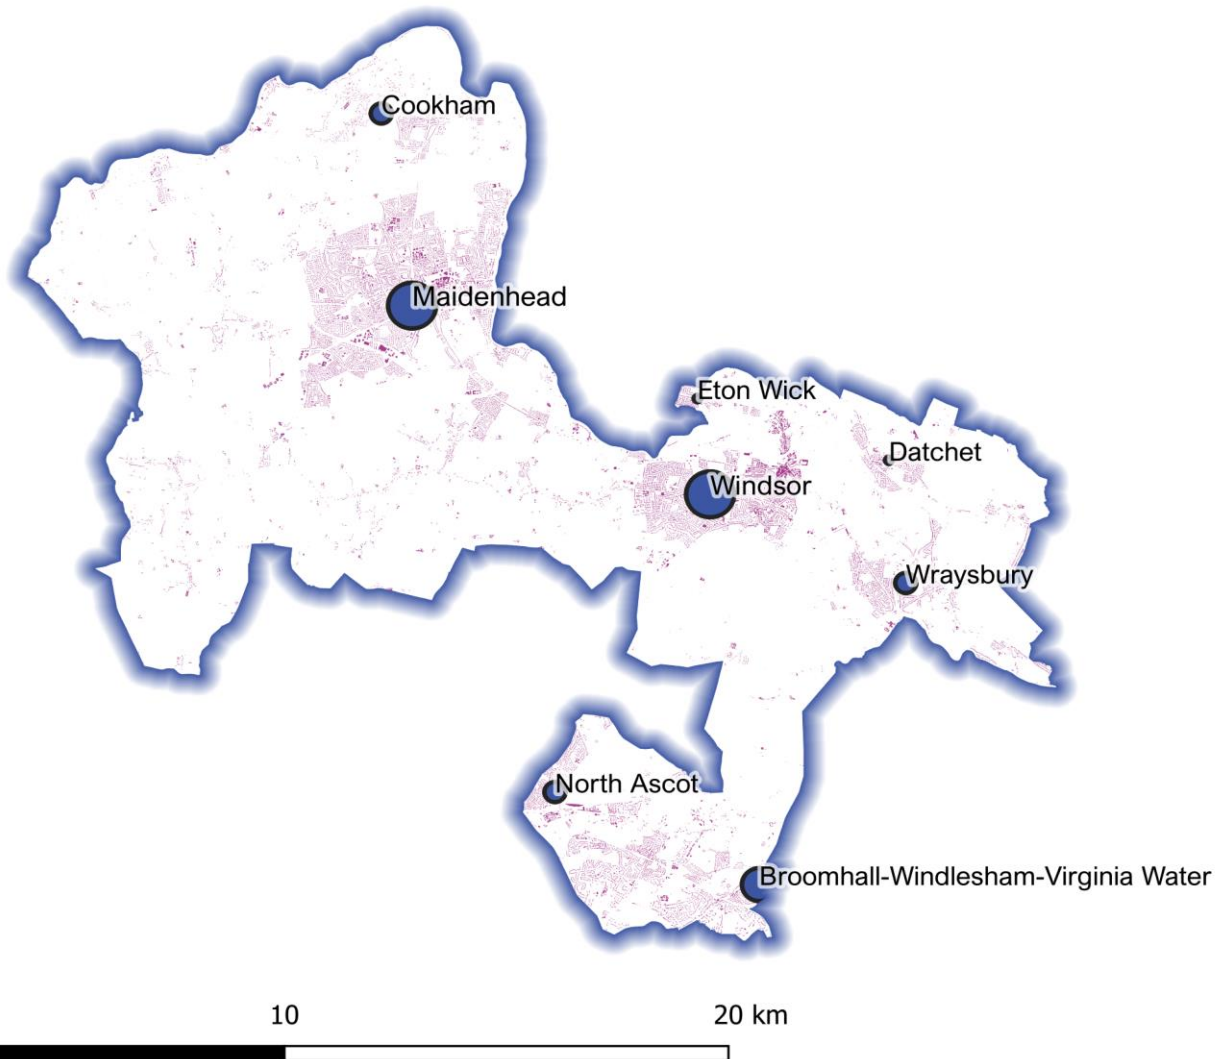 Cookham
Maidenhead
Eton Wick
Datchet
Windsor
Wraysbury
North Ascot
Broomhall-Windlesham-Virginia Water
10 20 km